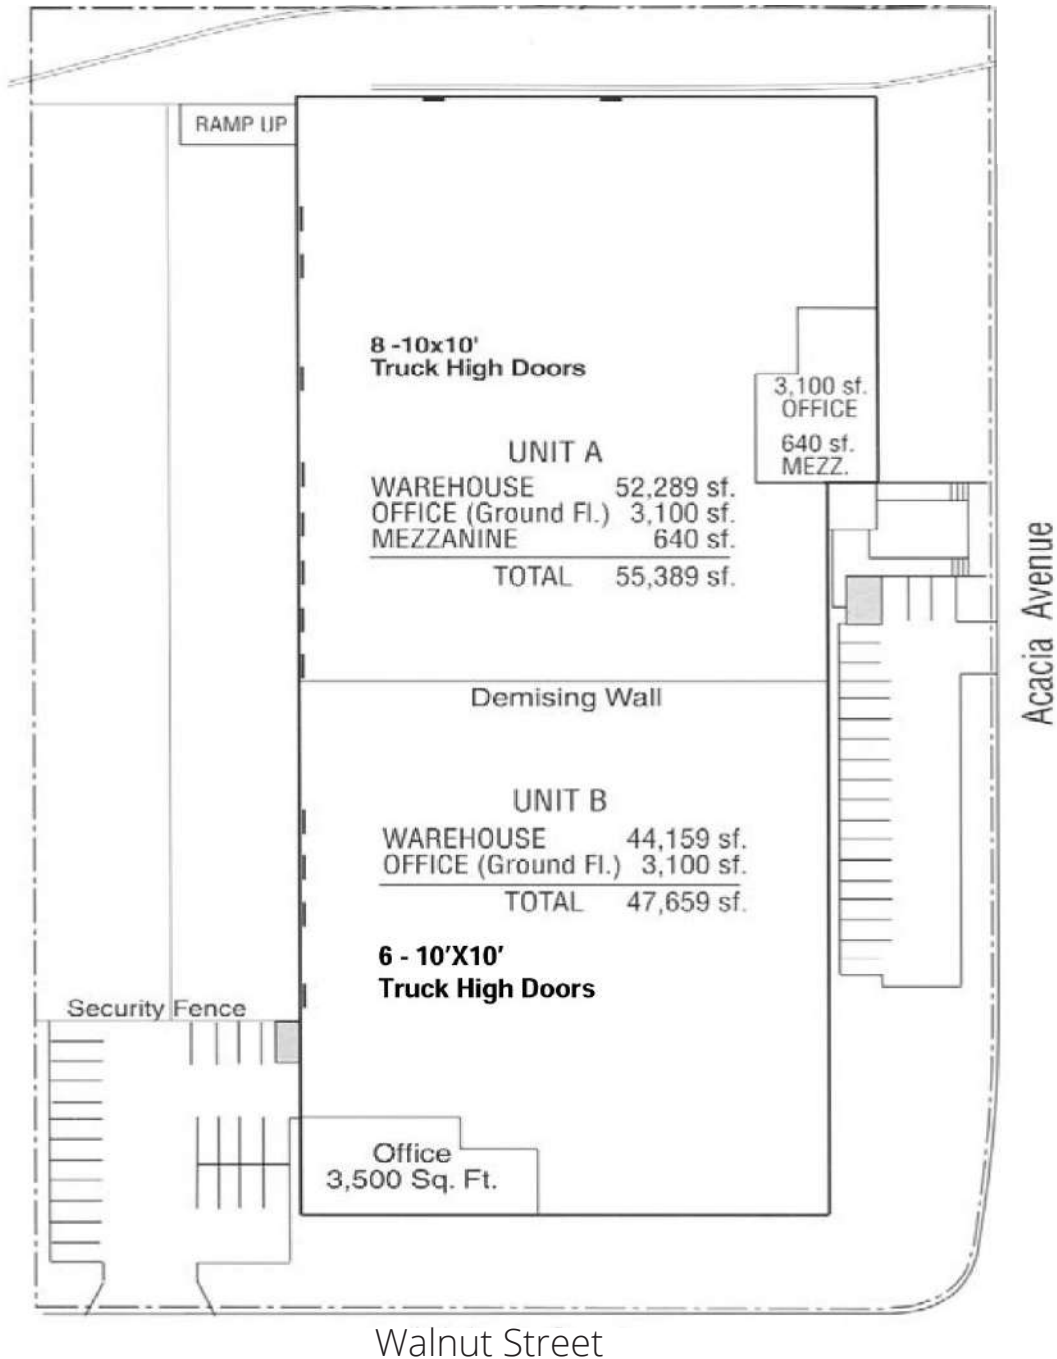 RAMP UP
8 -10x10'
Truck High Doors
3,100 sf.
OFFICE
640 sf.
MEZZ.
UNIT A
WAREHOUSE 52,289 sf.
OFFICE (Ground Fl.) 3,100 sf.
MEZZANINE 640 sf.
TOTAL 55,389 sf.
Acacia Avenue
Demising Wall
UNIT B
WAREHOUSE 44,159 sf.
OFFICE (Ground Fl.) 3,100 sf.
TOTAL 47,659 sf.
6 - 10'X10'
Truck High Doors
Security Fence
Office
3,500 Sq. Ft.
Walnut Street